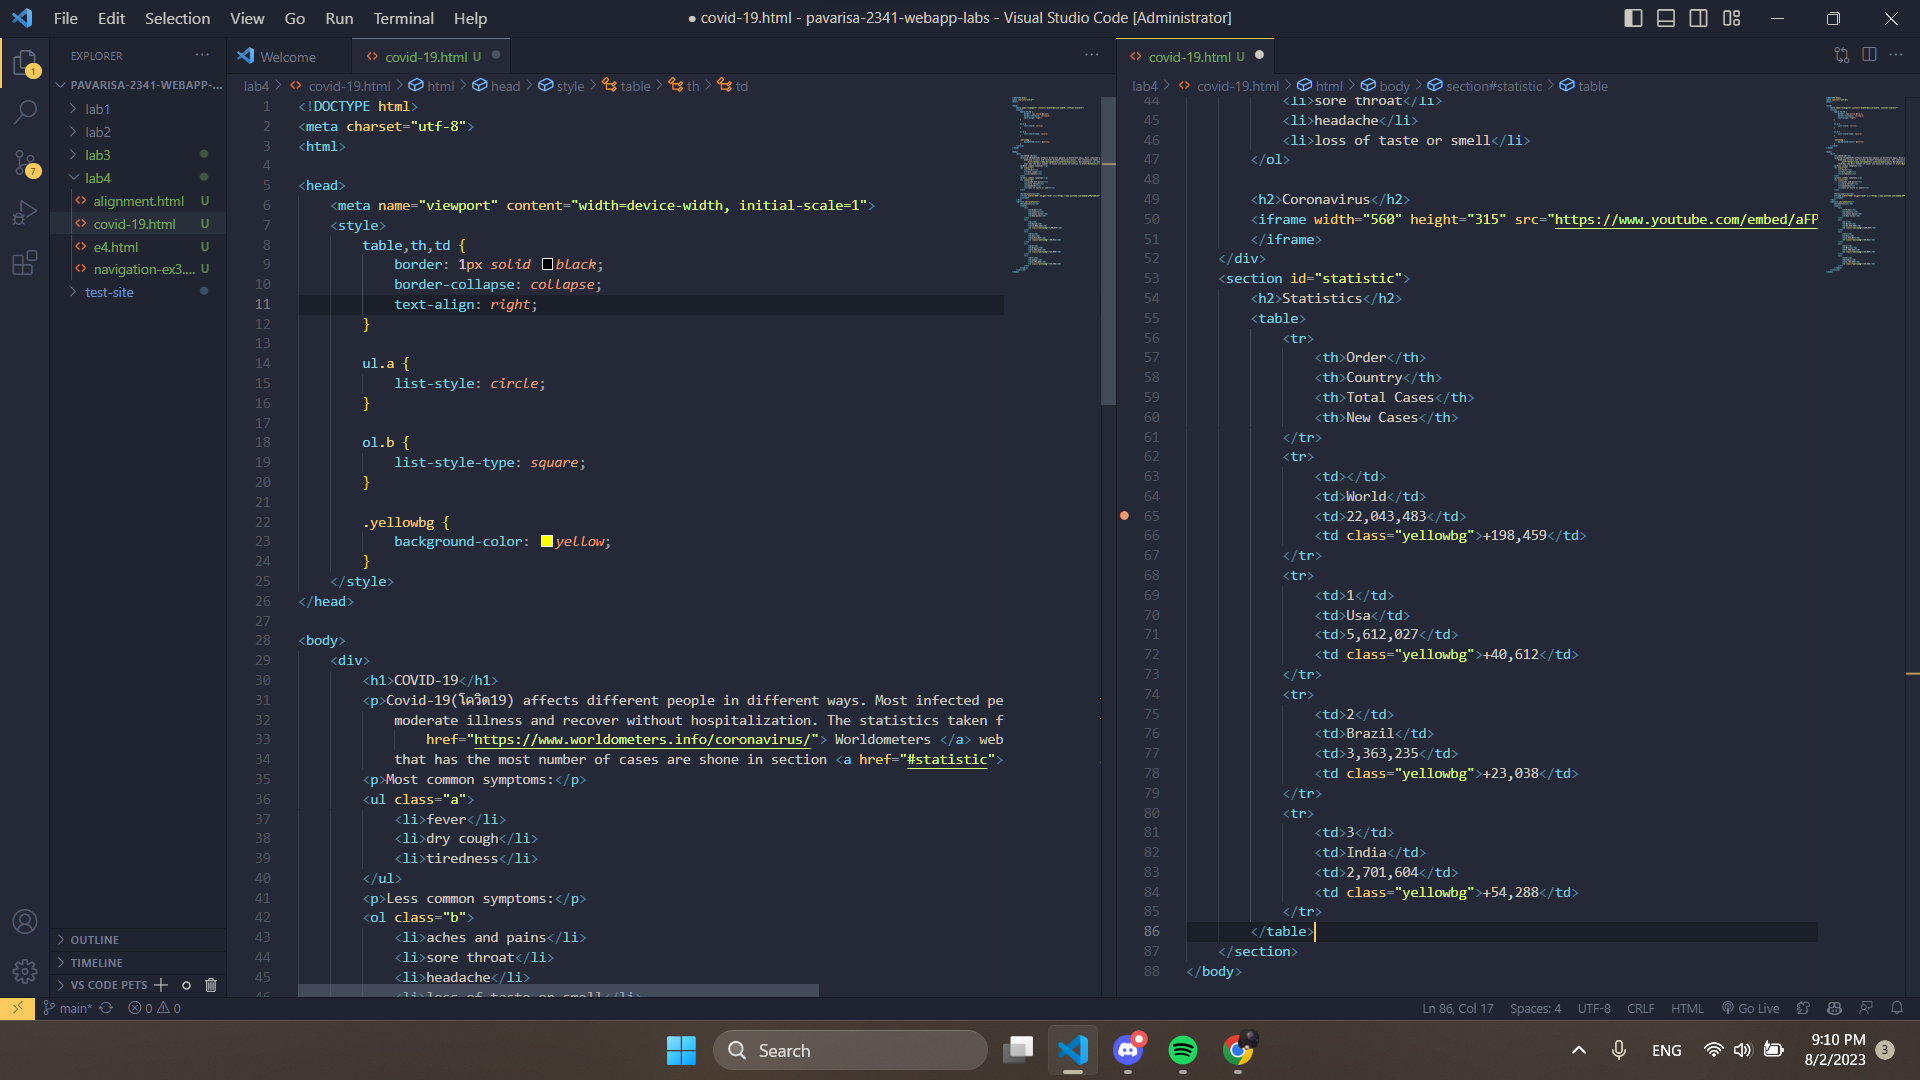 File Edit Selection View Go Run Terminal Help
● covid-19.html - pavarisa-2341-webapp-labs - Visual Studio Code [Administrator]
EXPLORER ···
PAVARISA-2341-WEBAPP-...
lab1
lab2
lab3
lab4
alignment.html U
covid-19.html U
e4.html U
navigation-ex3.... U
test-site
OUTLINE
TIMELINE
VS CODE PETS
1
7
Welcome
covid-19.html U
lab4 > covid-19.html > html > head > style > table > th > td
1 <!DOCTYPE html>
2 <meta charset="utf-8">
3 <html>
4
5 <head>
6 <meta name="viewport" content="width=device-width, initial-scale=1">
7 <style>
8 table,th,td {
9 border: 1px solid black;
10 border-collapse: collapse;
11 text-align: right;
12 }
13
14 ul.a {
15 list-style: circle;
16 }
17
18 ol.b {
19 list-style-type: square;
20 }
21
22 .yellowbg {
23 background-color: yellow;
24 }
25 </style>
26 </head>
27
28 <body>
29 <div>
30 <h1>COVID-19</h1>
31 <p>Covid-19(โควิด19) affects different people in different ways. Most infected pe
32 moderate illness and recover without hospitalization. The statistics taken f
33 href="https://www.worldometers.info/coronavirus/"> Worldometers </a> web
34 that has the most number of cases are shone in section <a href="#statistic">
35 <p>Most common symptoms:</p>
36 <ul class="a">
37 <li>fever</li>
38 <li>dry cough</li>
39 <li>tiredness</li>
40 </ul>
41 <p>Less common symptoms:</p>
42 <ol class="b">
43 <li>aches and pains</li>
44 <li>sore throat</li>
45 <li>headache</li>
46 <li>loss of taste or smell</li>
covid-19.html U
lab4 > covid-19.html > html > body > section#statistic > table
44 <li>sore throat</li>
45 <li>headache</li>
46 <li>loss of taste or smell</li>
47 </ol>
48
49 <h2>Coronavirus</h2>
50 <iframe width="560" height="315" src="https://www.youtube.com/embed/aFP
51 </iframe>
52 </div>
53 <section id="statistic">
54 <h2>Statistics</h2>
55 <table>
56 <tr>
57 <th>Order</th>
58 <th>Country</th>
59 <th>Total Cases</th>
60 <th>New Cases</th>
61 </tr>
62 <tr>
63 <td></td>
64 <td>World</td>
65 <td>22,043,483</td>
66 <td class="yellowbg">+198,459</td>
67 </tr>
68 <tr>
69 <td>1</td>
70 <td>Usa</td>
71 <td>5,612,027</td>
72 <td class="yellowbg">+40,612</td>
73 </tr>
74 <tr>
75 <td>2</td>
76 <td>Brazil</td>
77 <td>3,363,235</td>
78 <td class="yellowbg">+23,038</td>
79 </tr>
80 <tr>
81 <td>3</td>
82 <td>India</td>
83 <td>2,701,604</td>
84 <td class="yellowbg">+54,288</td>
85 </tr>
86 </table>
87 </section>
88 </body>
main* 0 0
Ln 86, Col 17 Spaces: 4 UTF-8 CRLF HTML Go Live
Search
ENG
9:10 PM
8/2/2023
3